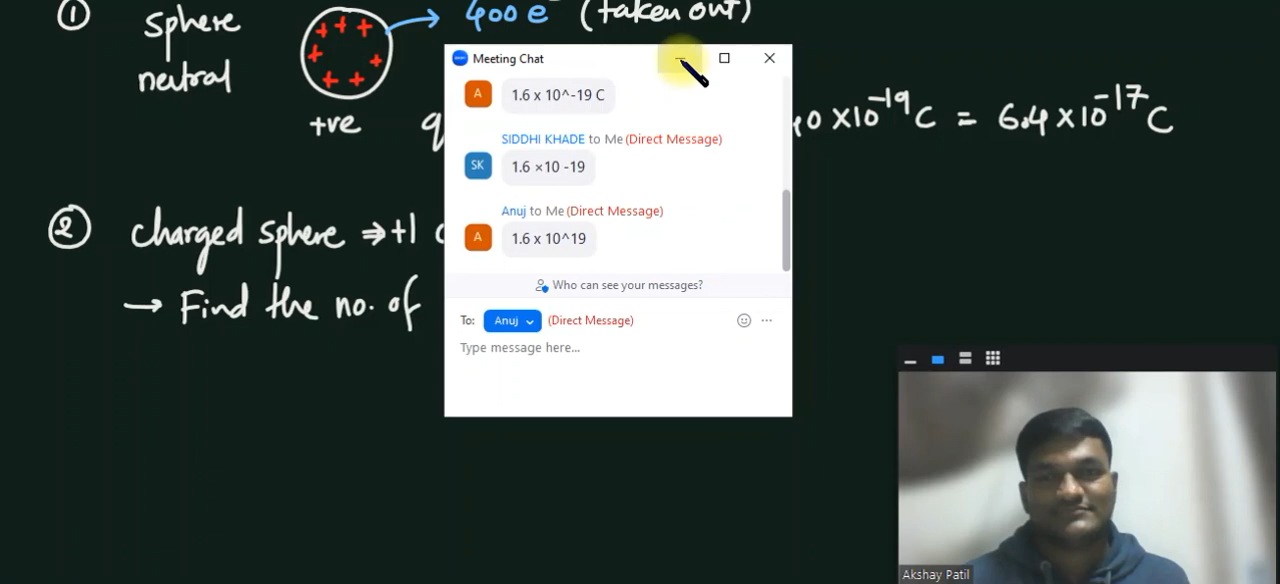 ① sphere
neutral
400 e⁻ (taken out)
+ + +
+ +
+ +
+ve
q
40 × 10⁻¹⁹ C = 6.4 × 10⁻¹⁷ C
② charged sphere ⇒ +1 C
→ Find the no. of
Meeting Chat
A
1.6 x 10^-19 C
SIDDHI KHADE to Me (Direct Message)
SK
1.6 ×10 -19
Anuj to Me (Direct Message)
A
1.6 x 10^19
Who can see your messages?
To: Anuj (Direct Message)
Type message here...
Akshay Patil